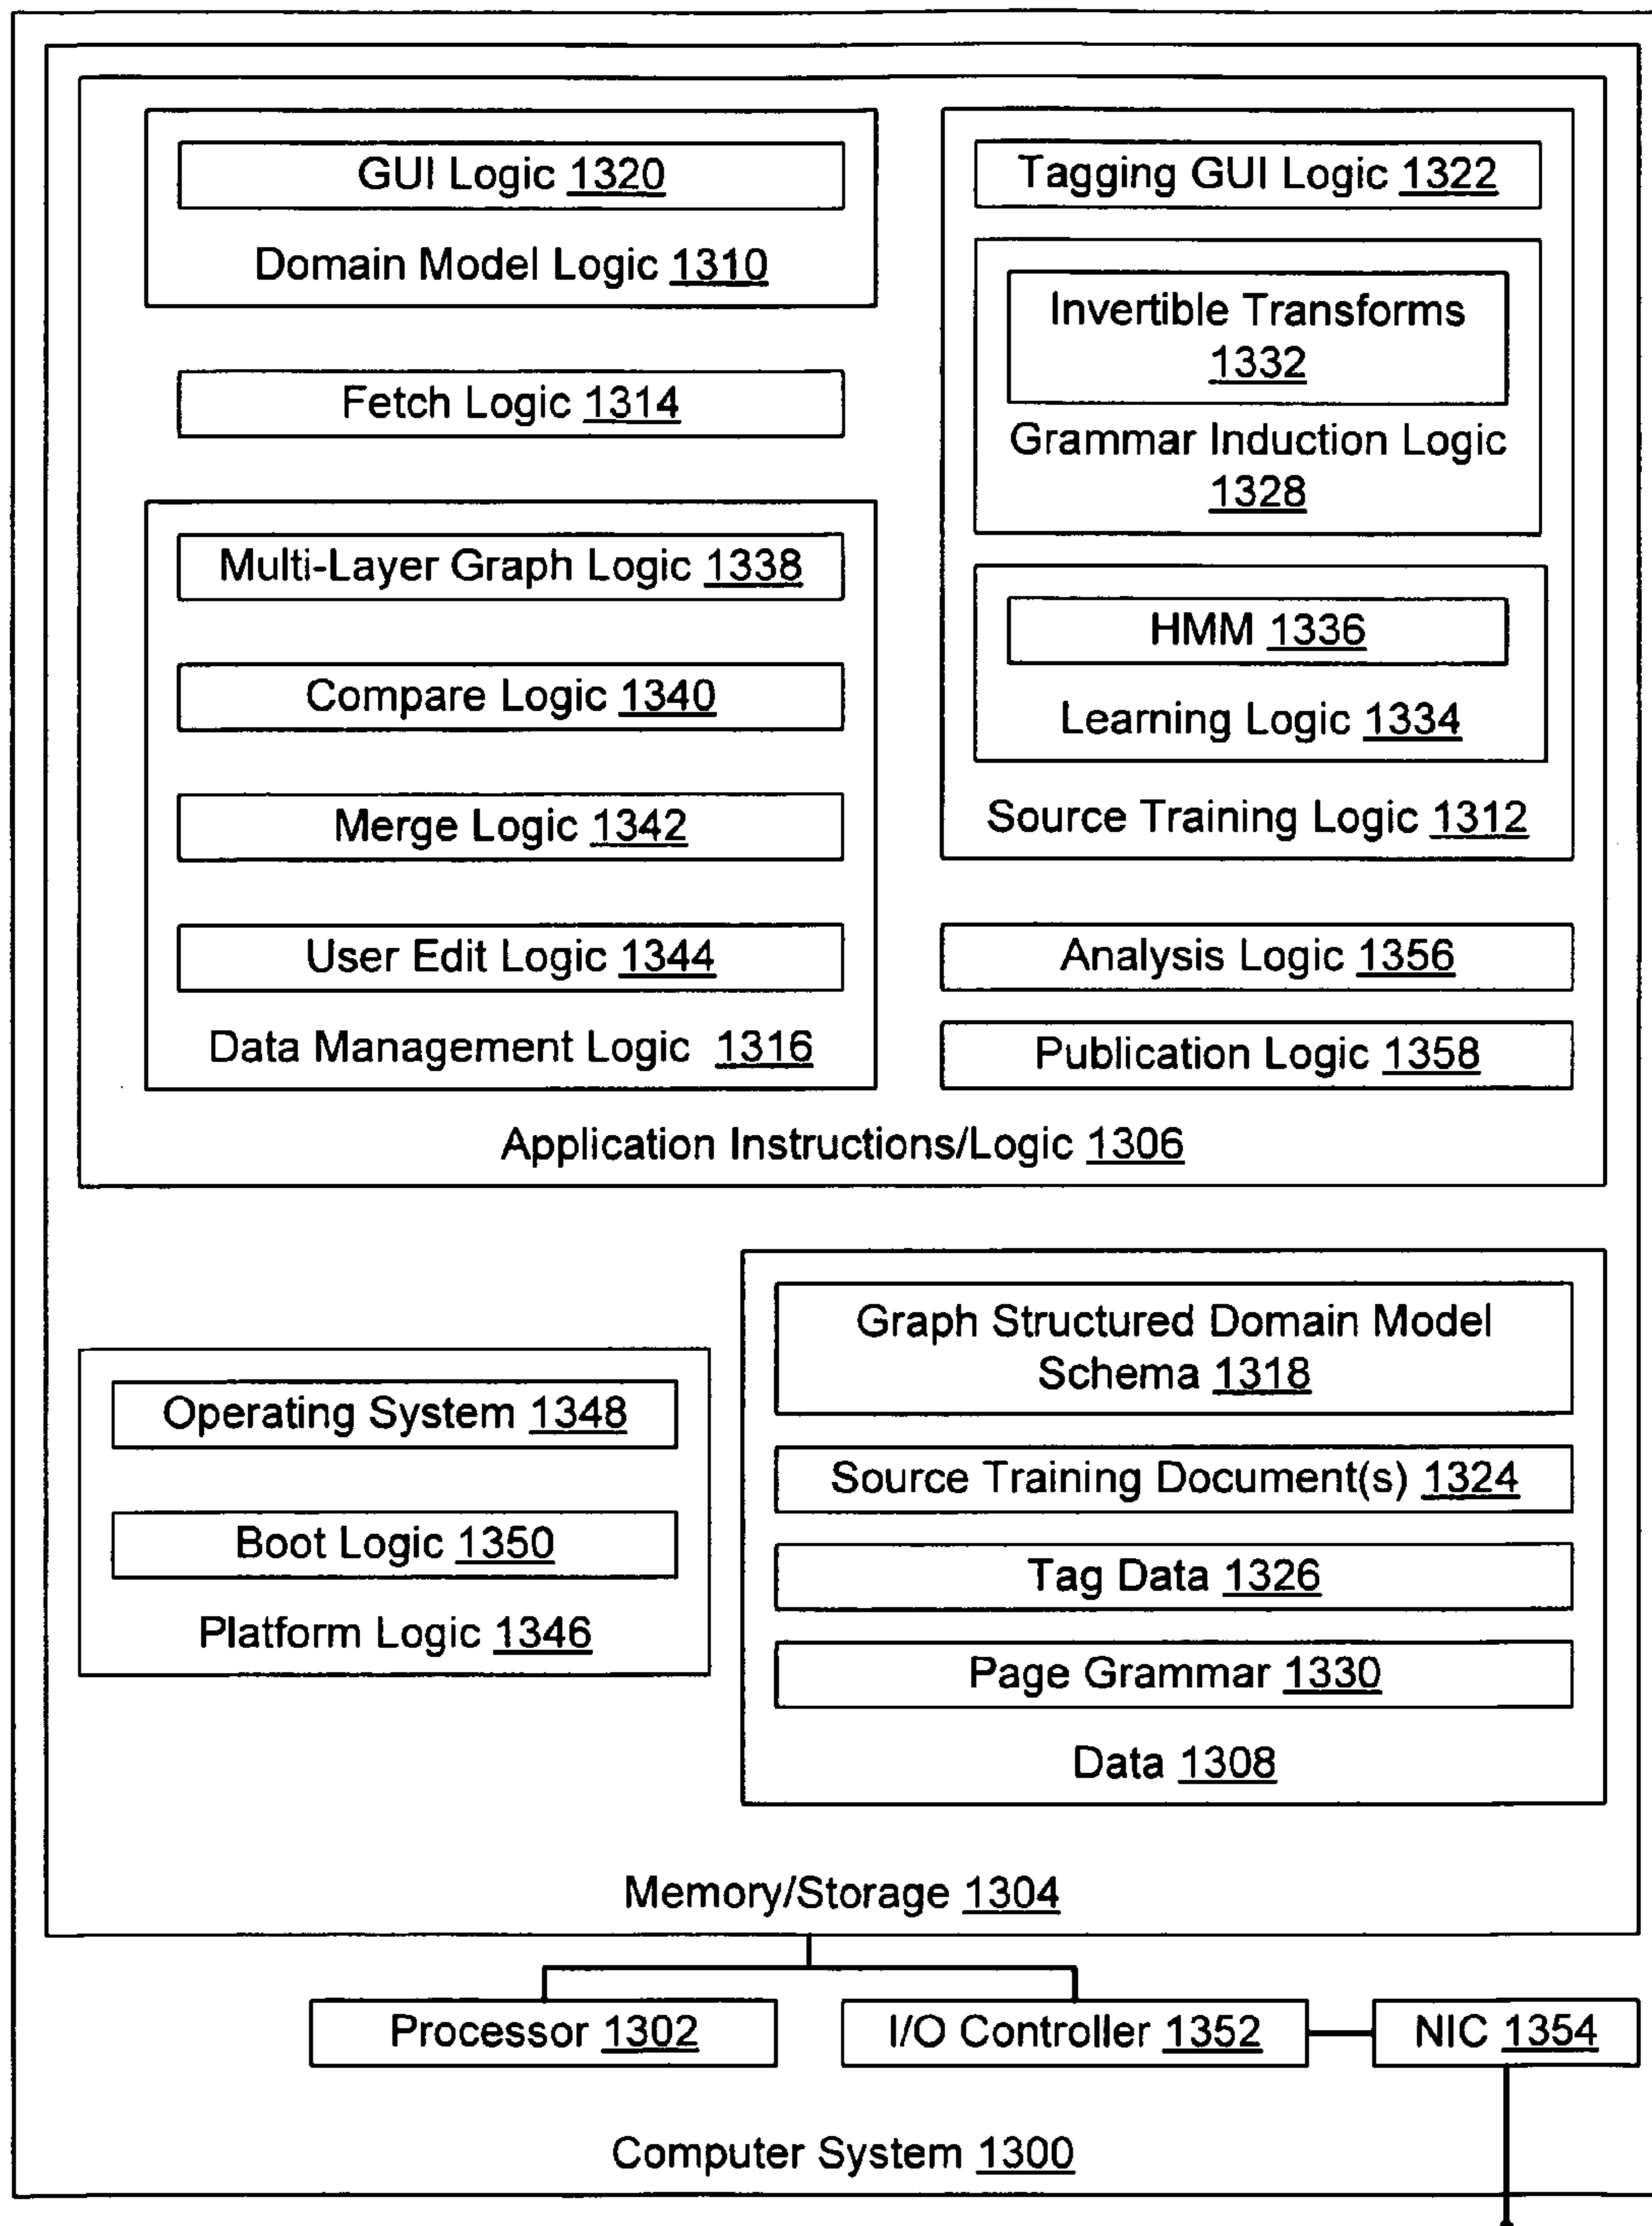 GUI Logic 1320
Domain Model Logic 1310
Fetch Logic 1314
Multi-Layer Graph Logic 1338
Compare Logic 1340
Merge Logic 1342
User Edit Logic 1344
Data Management Logic 1316
Tagging GUI Logic 1322
Invertible Transforms
1332
Grammar Induction Logic
1328
HMM 1336
Learning Logic 1334
Source Training Logic 1312
Analysis Logic 1356
Publication Logic 1358
Application Instructions/Logic 1306
Operating System 1348
Boot Logic 1350
Platform Logic 1346
Graph Structured Domain Model
Schema 1318
Source Training Document(s) 1324
Tag Data 1326
Page Grammar 1330
Data 1308
Memory/Storage 1304
Processor 1302
I/O Controller 1352
NIC 1354
Computer System 1300